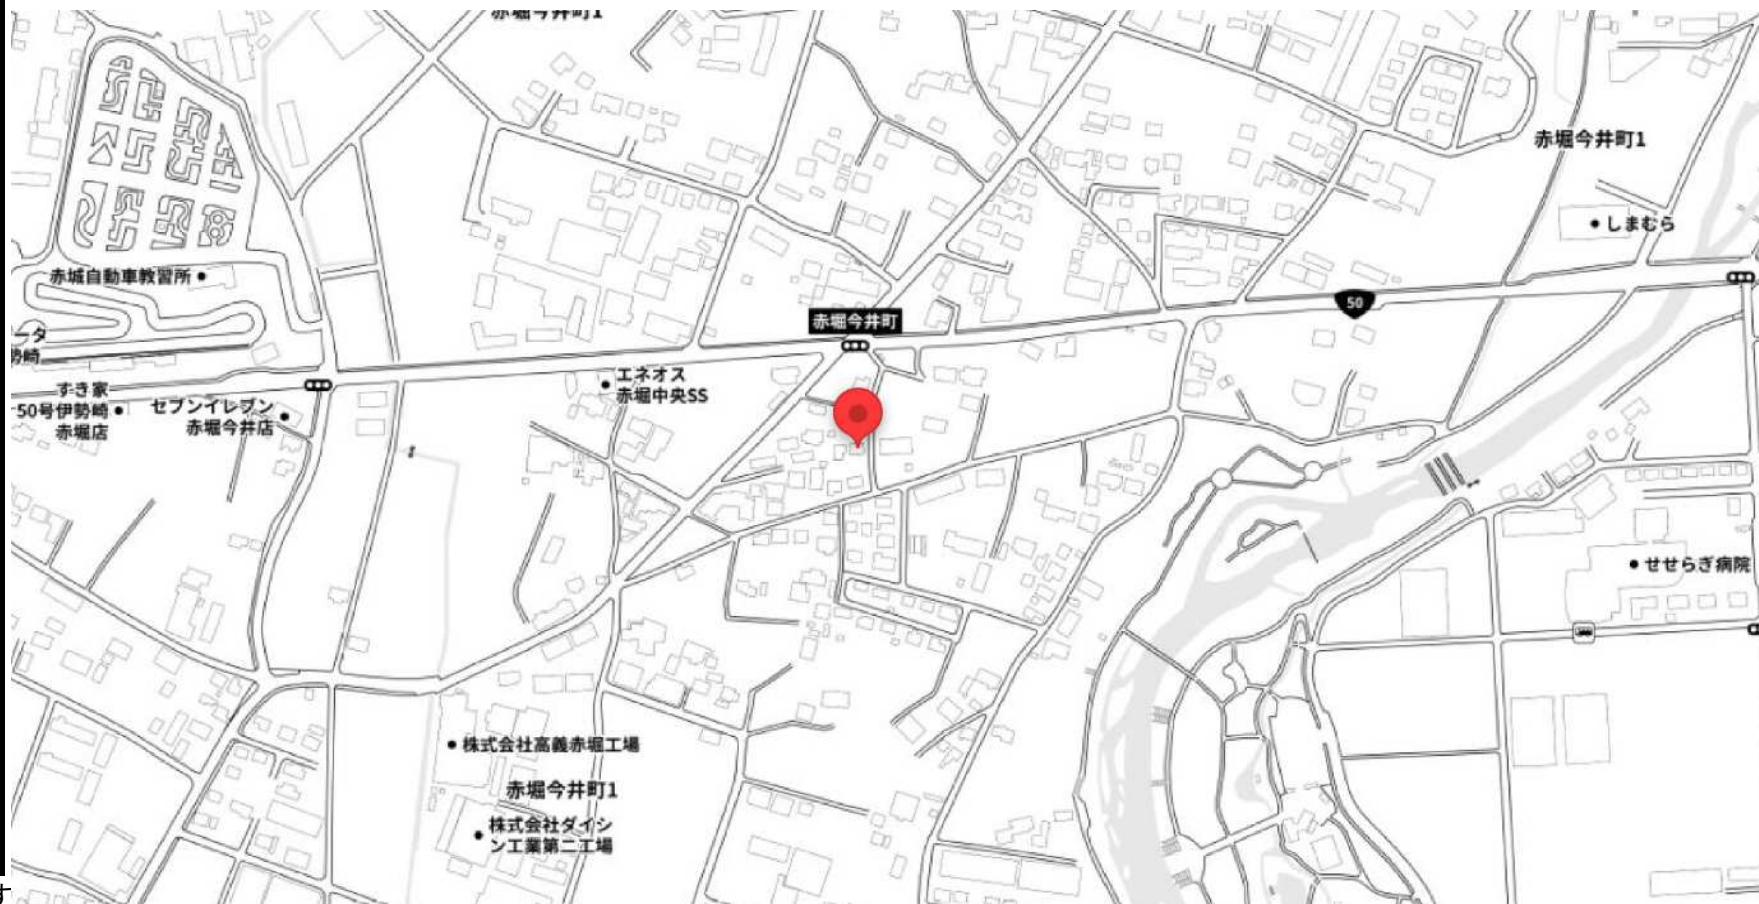 赤堀今井町1
赤堀今井町1
しまむら
赤城自動車教習所
50
赤堀今井町
ータ
勢崎
エネオス
赤堀中央SS
すき家
50号伊勢崎
赤堀店
セブンイレブン
赤堀今井店
せせらぎ病院
株式会社高義赤堀工場
赤堀今井町1
株式会社ダイシ
ン工業第二工場
す